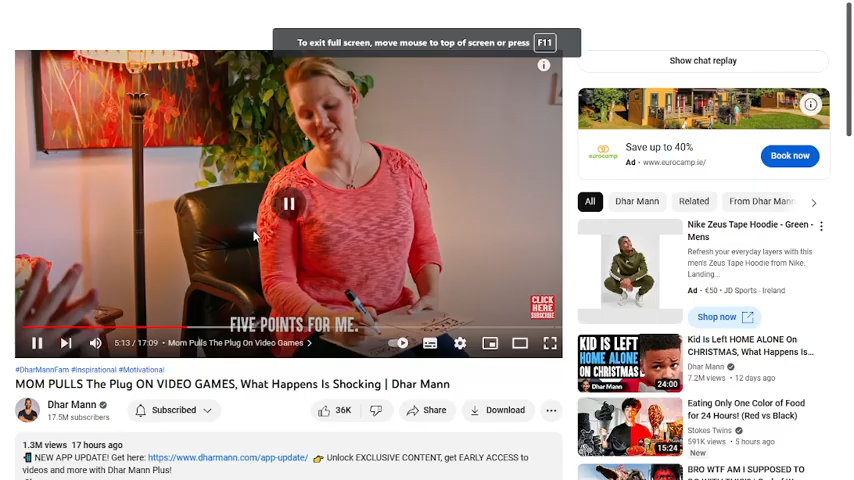 To exit full screen, move mouse to top of screen or press F11
FIVE POINTS FOR ME.
CLICK
HERE
SUBSCRIBE
5:13 / 17:09 • Mom Pulls The Plug On Video Games
#DharMannFam #Inspirational #Motivational
MOM PULLS The Plug ON VIDEO GAMES, What Happens Is Shocking | Dhar Mann
Dhar Mann
17.5M subscribers
Subscribed
36K
Share
Download
1.3M views 17 hours ago
NEW APP UPDATE! Get here: https://www.dharmann.com/app-update/ Unlock EXCLUSIVE CONTENT, get EARLY ACCESS to
videos and more with Dhar Mann Plus!
Show chat replay
eurocamp
Save up to 40%
Ad • www.eurocamp.ie/
Book now
All
Dhar Mann
Related
From Dhar Mann
Nike Zeus Tape Hoodie - Green -
Mens
Refresh your everyday layers with this
men's Zeus Tape Hoodie from Nike.
Landing...
Ad • €50 • JD Sports - Ireland
Shop now
KID IS LEFT
HOME ALONE
ON CHRISTMAS
Dhar Mann
24:00
Kid Is Left HOME ALONE On
CHRISTMAS, What Happens Is...
Dhar Mann
7.2M views • 12 days ago
15:24
Eating Only One Color of Food
for 24 Hours! (Red vs Black)
Stokes Twins
591K views • 5 hours ago
New
BRO WTF AM I SUPPOSED TO